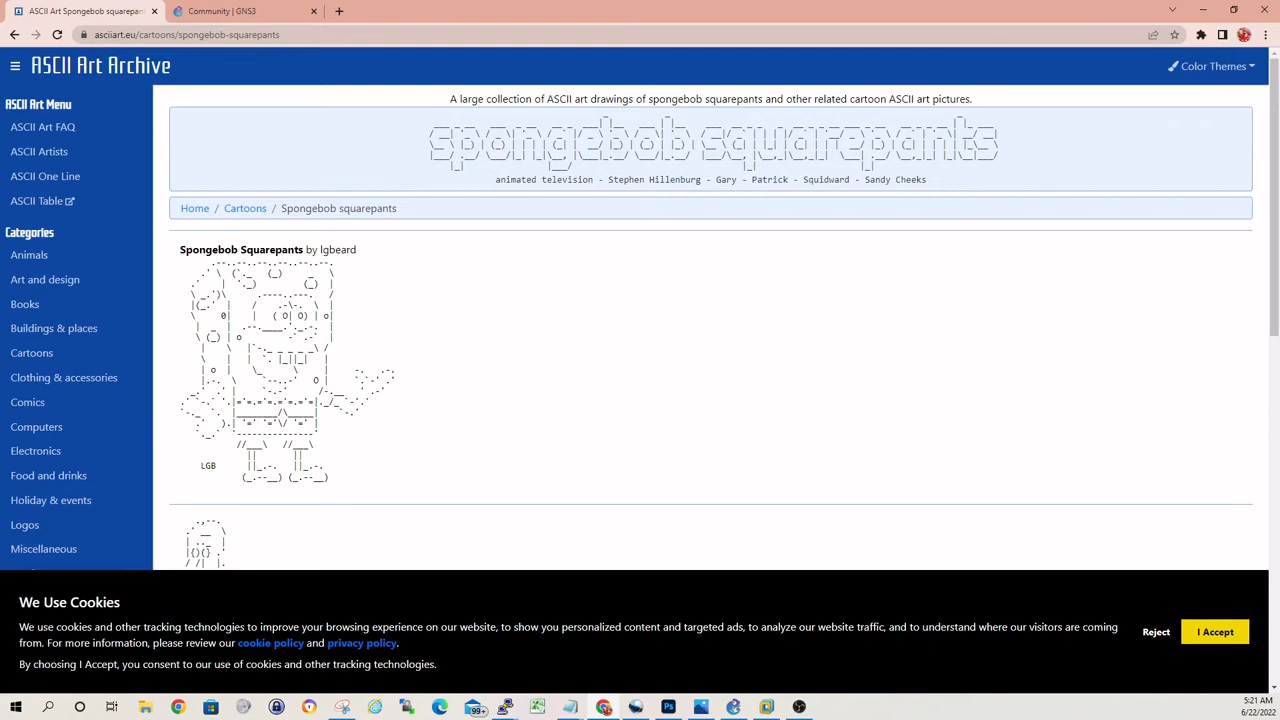 ASCII Art Spongebob squarepan
Community | GNS3
asciiart.eu/cartoons/spongebob-squarepants
ASCII Art Archive
Color Themes
ASCII Art Menu
ASCII Art FAQ
ASCII Artists
ASCII One Line
ASCII Table
Categories
Animals
Art and design
Books
Buildings & places
Cartoons
Clothing & accessories
Comics
Computers
Electronics
Food and drinks
Holiday & events
Logos
Miscellaneous
A large collection of ASCII art drawings of spongebob squarepants and other related cartoon ASCII art pictures.
spongebob squarepants
animated television - Stephen Hillenburg - Gary - Patrick - Squidward - Sandy Cheeks
Home / Cartoons / Spongebob squarepants
Spongebob Squarepants by lgbeard
LGB
We Use Cookies
We use cookies and other tracking technologies to improve your browsing experience on our website, to show you personalized content and targeted ads, to analyze our website traffic, and to understand where our visitors are coming
from. For more information, please review our cookie policy and privacy policy.
By choosing I Accept, you consent to our use of cookies and other tracking technologies.
Reject
I Accept
99+
5:21 AM
6/22/2022